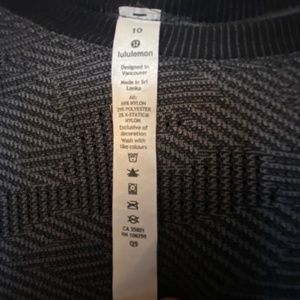 10
lululemon
Designed in
Vancouver
Made in Sri
Lanka
69% NYLON
29% POLYESTER
2% X-STATIC®
NYLON
Exclusive of
decoration
Wash with
like colours
CA 35801
RN 106259